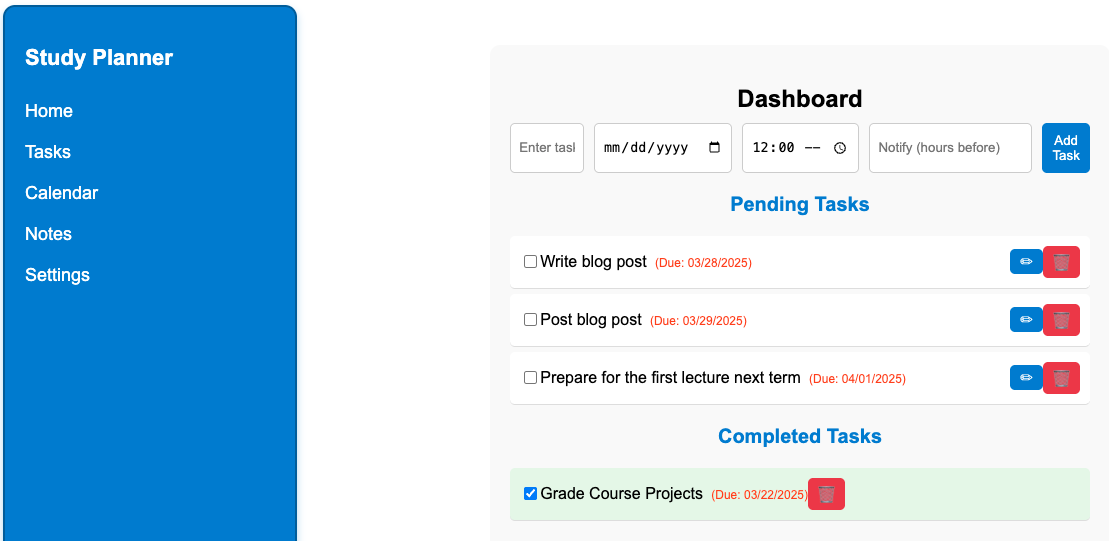 Study Planner
Home
Tasks
Calendar
Notes
Settings
Dashboard
Enter task
mm/dd/yyyy
12:00 --
Notify (hours before)
Add
Task
Pending Tasks
Write blog post (Due: 03/28/2025)
Post blog post (Due: 03/29/2025)
Prepare for the first lecture next term (Due: 04/01/2025)
Completed Tasks
Grade Course Projects (Due: 03/22/2025)